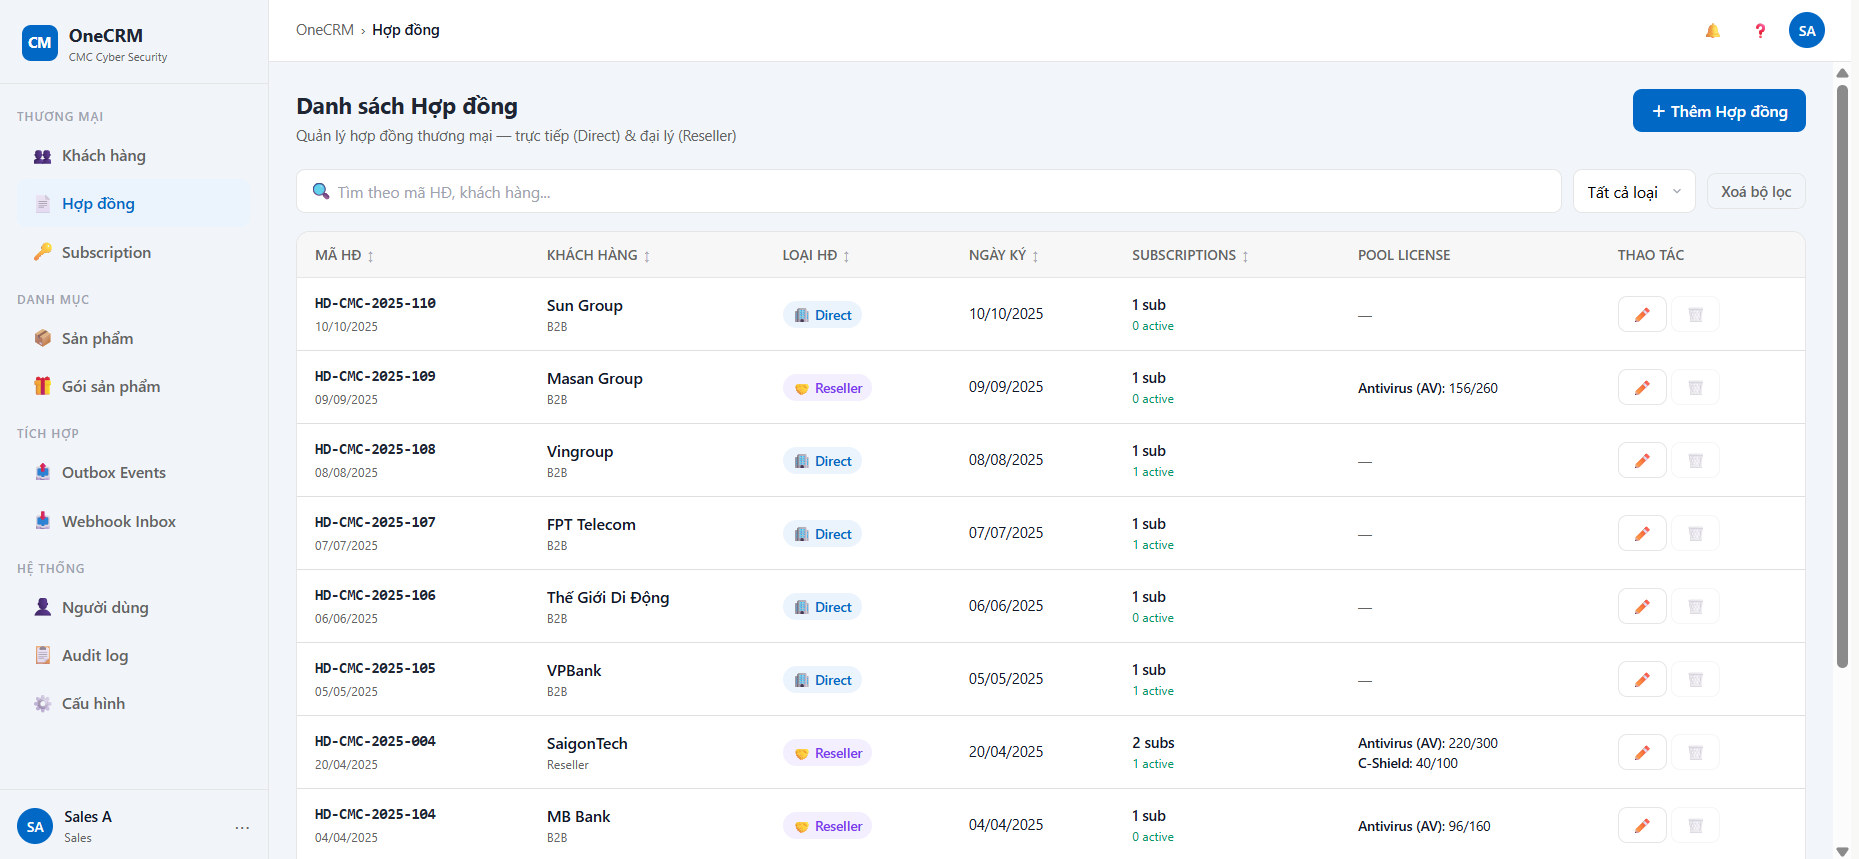 CM
OneCRM
CMC Cyber Security
THƯƠNG MẠI
Khách hàng
Hợp đồng
Subscription
DANH MỤC
Sản phẩm
Gói sản phẩm
TÍCH HỢP
Outbox Events
Webhook Inbox
HỆ THỐNG
Người dùng
Audit log
Cấu hình
SA
Sales A
Sales
...
OneCRM › Hợp đồng
SA
Danh sách Hợp đồng
Quản lý hợp đồng thương mại — trực tiếp (Direct) & đại lý (Reseller)
+ Thêm Hợp đồng
Tìm theo mã HĐ, khách hàng...
Tất cả loại
Xoá bộ lọc
MÃ HĐ ↕ KHÁCH HÀNG ↕ LOẠI HĐ ↕ NGÀY KÝ ↕ SUBSCRIPTIONS ↕ POOL LICENSE THAO TÁC
HD-CMC-2025-110 Sun Group Direct 10/10/2025 1 sub —
10/10/2025 B2B 0 active
HD-CMC-2025-109 Masan Group Reseller 09/09/2025 1 sub Antivirus (AV): 156/260
09/09/2025 B2B 0 active
HD-CMC-2025-108 Vingroup Direct 08/08/2025 1 sub —
08/08/2025 B2B 1 active
HD-CMC-2025-107 FPT Telecom Direct 07/07/2025 1 sub —
07/07/2025 B2B 1 active
HD-CMC-2025-106 Thế Giới Di Động Direct 06/06/2025 1 sub —
06/06/2025 B2B 0 active
HD-CMC-2025-105 VPBank Direct 05/05/2025 1 sub —
05/05/2025 B2B 1 active
HD-CMC-2025-004 SaigonTech Reseller 20/04/2025 2 subs Antivirus (AV): 220/300
20/04/2025 Reseller 1 active C-Shield: 40/100
HD-CMC-2025-104 MB Bank Reseller 04/04/2025 1 sub Antivirus (AV): 96/160
04/04/2025 B2B 0 active